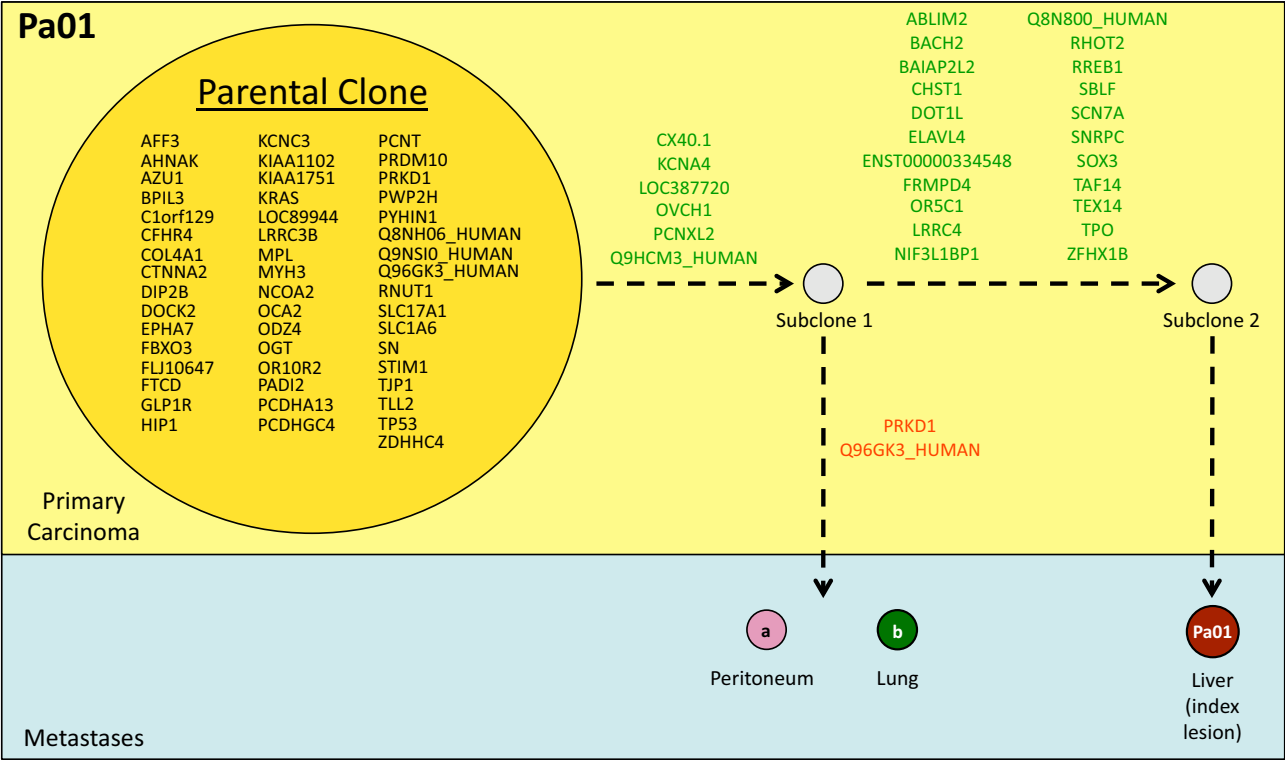 Pa01
Parental Clone
AFF3
AHNAK
AZU1
BPIL3
C1orf129
CFHR4
COL4A1
CTNNA2
DIP2B
DOCK2
EPHA7
FBXO3
FLJ10647
FTCD
GLP1R
HIP1
KCNC3
KIAA1102
KIAA1751
KRAS
LOC89944
LRRC3B
MPL
MYH3
NCOA2
OCA2
ODZ4
OGT
OR10R2
PADI2
PCDHA13
PCDHGC4
PCNT
PRDM10
PRKD1
PWP2H
PYHIN1
Q8NH06_HUMAN
Q9NSI0_HUMAN
Q96GK3_HUMAN
RNUT1
SLC17A1
SLC1A6
SN
STIM1
TJP1
TLL2
TP53
ZDHHC4
CX40.1
KCNA4
LOC387720
OVCH1
PCNXL2
Q9HCM3_HUMAN
Subclone 1
ABLIM2
BACH2
BAIAP2L2
CHST1
DOT1L
ELAVL4
ENST00000334548
FRMPD4
OR5C1
LRRC4
NIF3L1BP1
Q8N800_HUMAN
RHOT2
RREB1
SBLF
SCN7A
SNRPC
SOX3
TAF14
TEX14
TPO
ZFHX1B
Subclone 2
PRKD1
Q96GK3_HUMAN
Primary
Carcinoma
a
Peritoneum
b
Lung
Pa01
Liver
(index
lesion)
Metastases